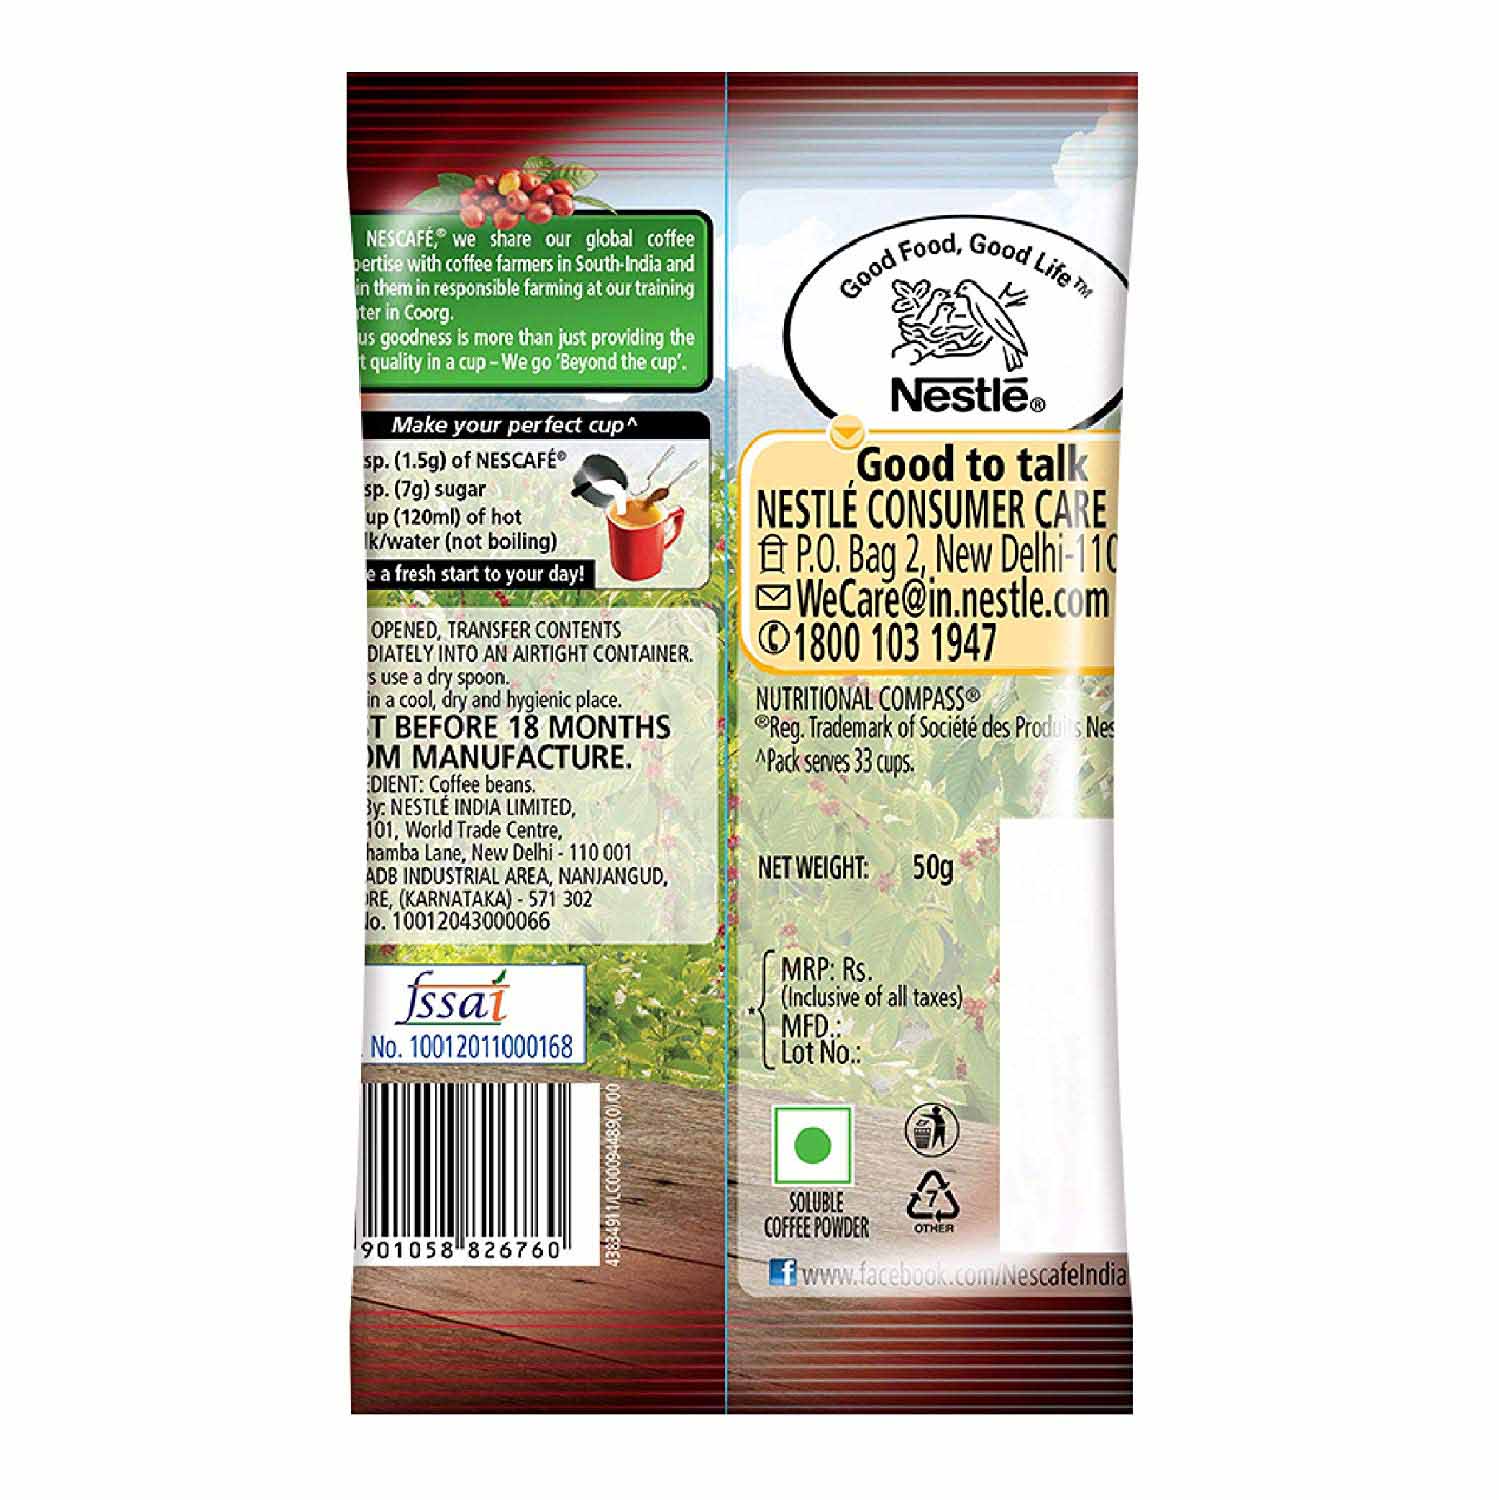 NESCAFÉ,® we share our global coffee
pertise with coffee farmers in South-India and
in them in responsible farming at our training
ter in Coorg.
us goodness is more than just providing the
t quality in a cup – We go 'Beyond the cup'.
Make your perfect cup^
sp. (1.5g) of NESCAFÉ®
sp. (7g) sugar
up (120ml) of hot
lk/water (not boiling)
e a fresh start to your day!
OPENED, TRANSFER CONTENTS
DIATELY INTO AN AIRTIGHT CONTAINER.
s use a dry spoon.
in a cool, dry and hygienic place.
T BEFORE 18 MONTHS
OM MANUFACTURE.
EDIENT: Coffee beans.
By: NESTLÉ INDIA LIMITED,
101, World Trade Centre,
hamba Lane, New Delhi - 110 001
ADB INDUSTRIAL AREA, NANJANGUD,
ORE, (KARNATAKA) - 571 302
No. 10012043000066
fssai
. No. 10012011000168
901058 826760
43834911/LC00094489(0)00
Good Food, Good Life™
Nestlé®
Good to talk
NESTLÉ CONSUMER CARE
P.O. Bag 2, New Delhi-110
WeCare@in.nestle.com
1800 103 1947
NUTRITIONAL COMPASS®
®Reg. Trademark of Société des Produits Nes
^Pack serves 33 cups.
NET WEIGHT: 50g
* MRP: Rs.
(Inclusive of all taxes)
MFD.:
Lot No.:
SOLUBLE
COFFEE POWDER
7
OTHER
f www.facebook.com/NescafeIndia